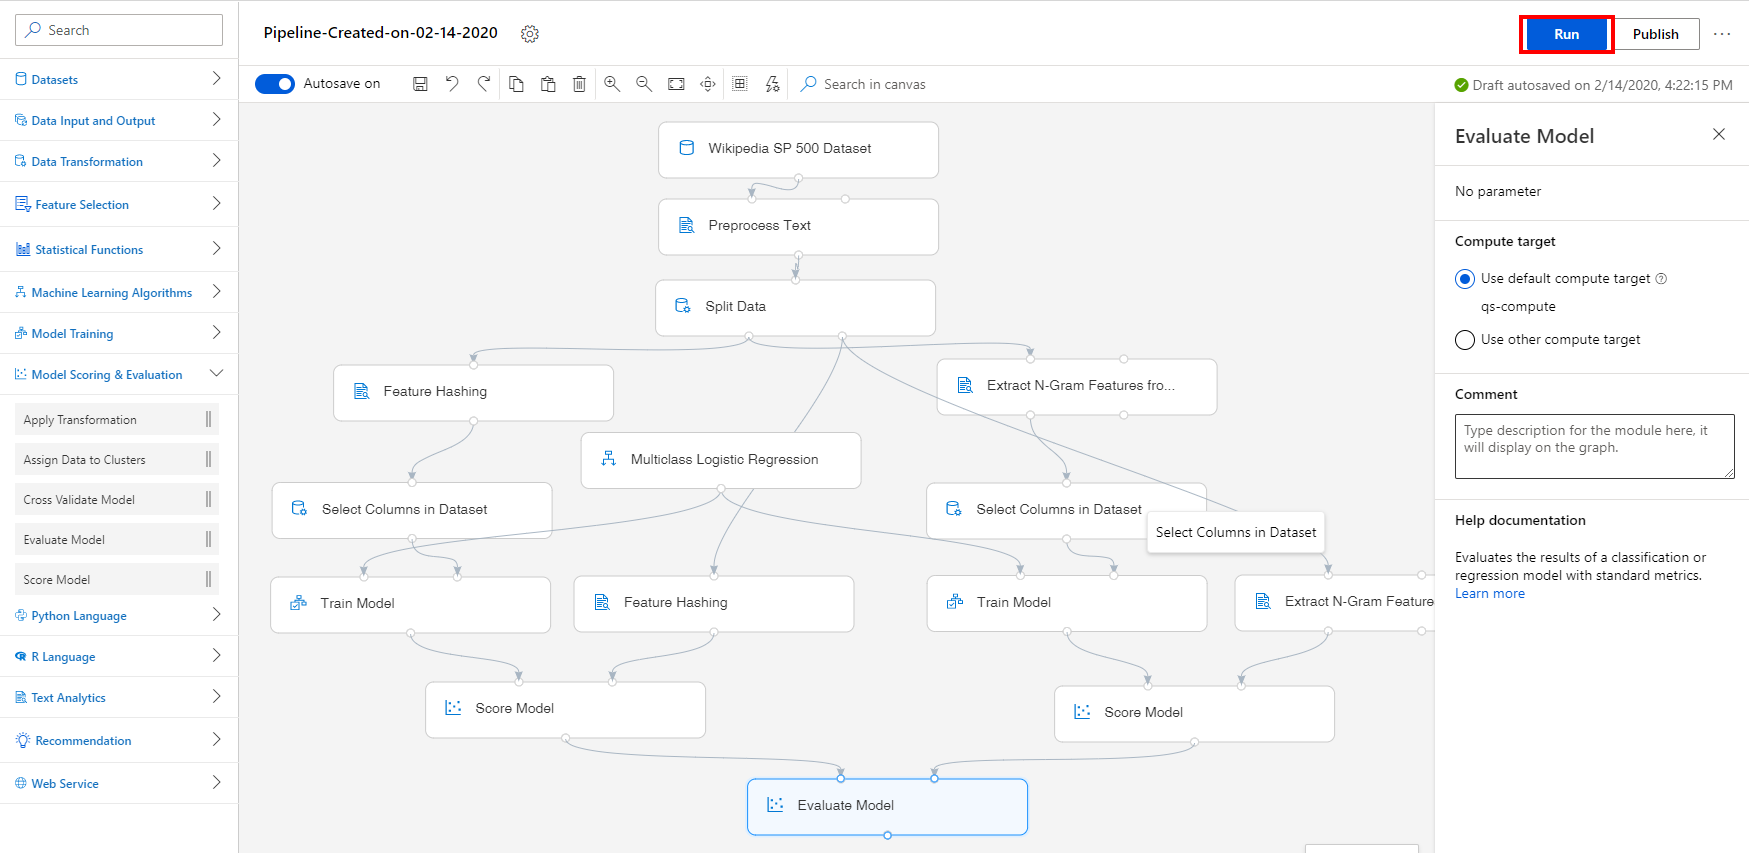 Search
Datasets
Data Input and Output
Data Transformation
Feature Selection
Statistical Functions
Machine Learning Algorithms
Model Training
Model Scoring & Evaluation
Apply Transformation
Assign Data to Clusters
Cross Validate Model
Evaluate Model
Score Model
Python Language
R Language
Text Analytics
Recommendation
Web Service
Pipeline-Created-on-02-14-2020
Run
Publish
Autosave on
Search in canvas
Draft autosaved on 2/14/2020, 4:22:15 PM
Wikipedia SP 500 Dataset
Preprocess Text
Split Data
Feature Hashing
Extract N-Gram Features fro...
Multiclass Logistic Regression
Select Columns in Dataset
Select Columns in Dataset
Select Columns in Dataset
Train Model
Feature Hashing
Train Model
Extract N-Gram Feature
Score Model
Score Model
Evaluate Model
Evaluate Model
No parameter
Compute target
Use default compute target
qs-compute
Use other compute target
Comment
Type description for the module here, it
will display on the graph.
Help documentation
Evaluates the results of a classification or
regression model with standard metrics.
Learn more